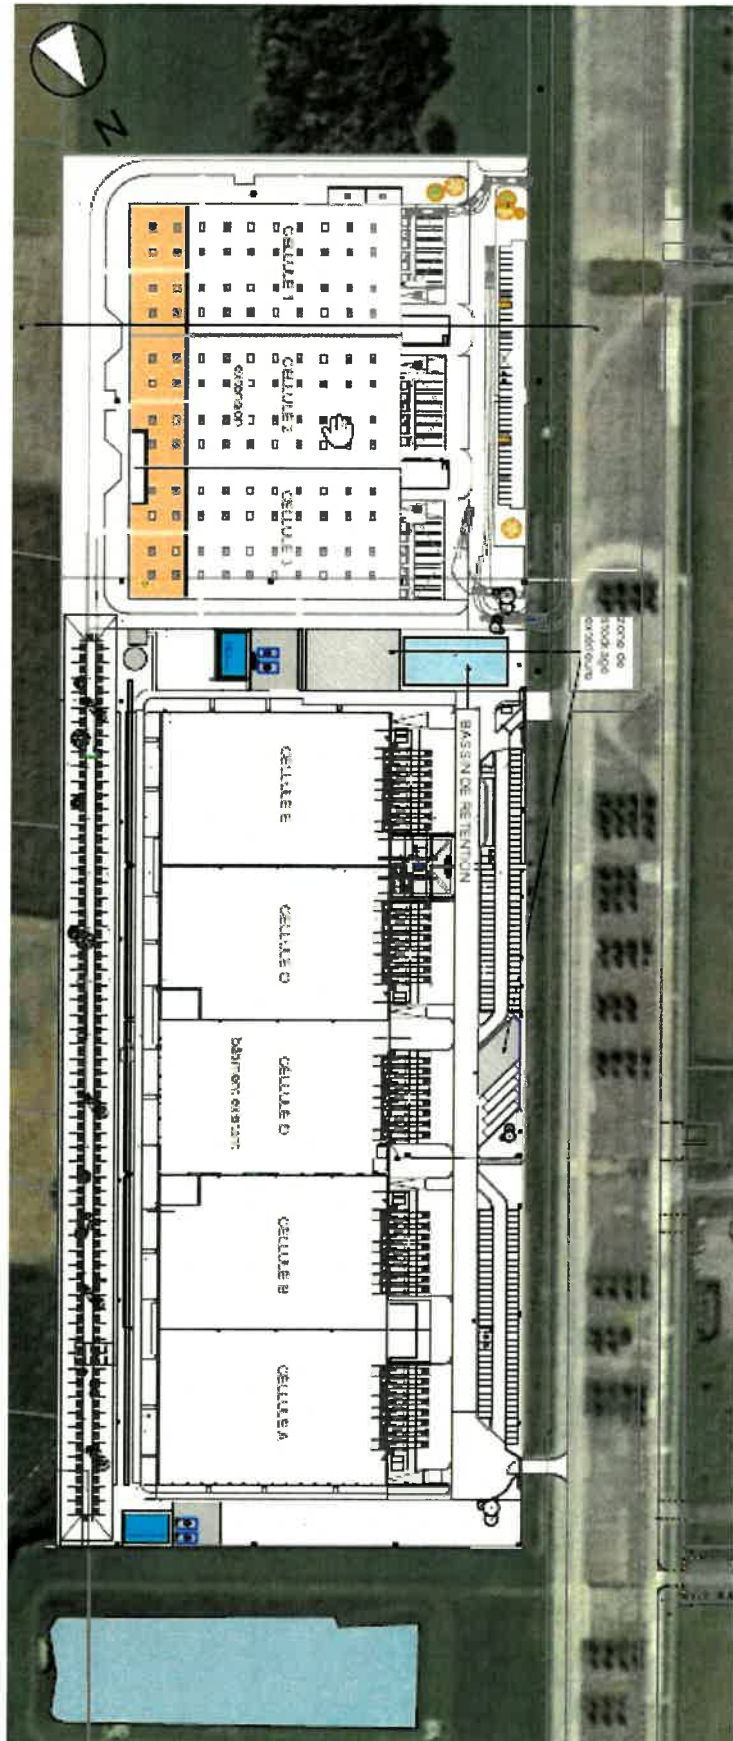 N
CELLULE 1
CELLULE 2
extension
CELLULE 3
zone de
stockage
extérieure
BASSIN DE RETENTION
CELLULE E
CELLULE D
CELLULE C
bâtiment existant
CELLULE B
CELLULE A